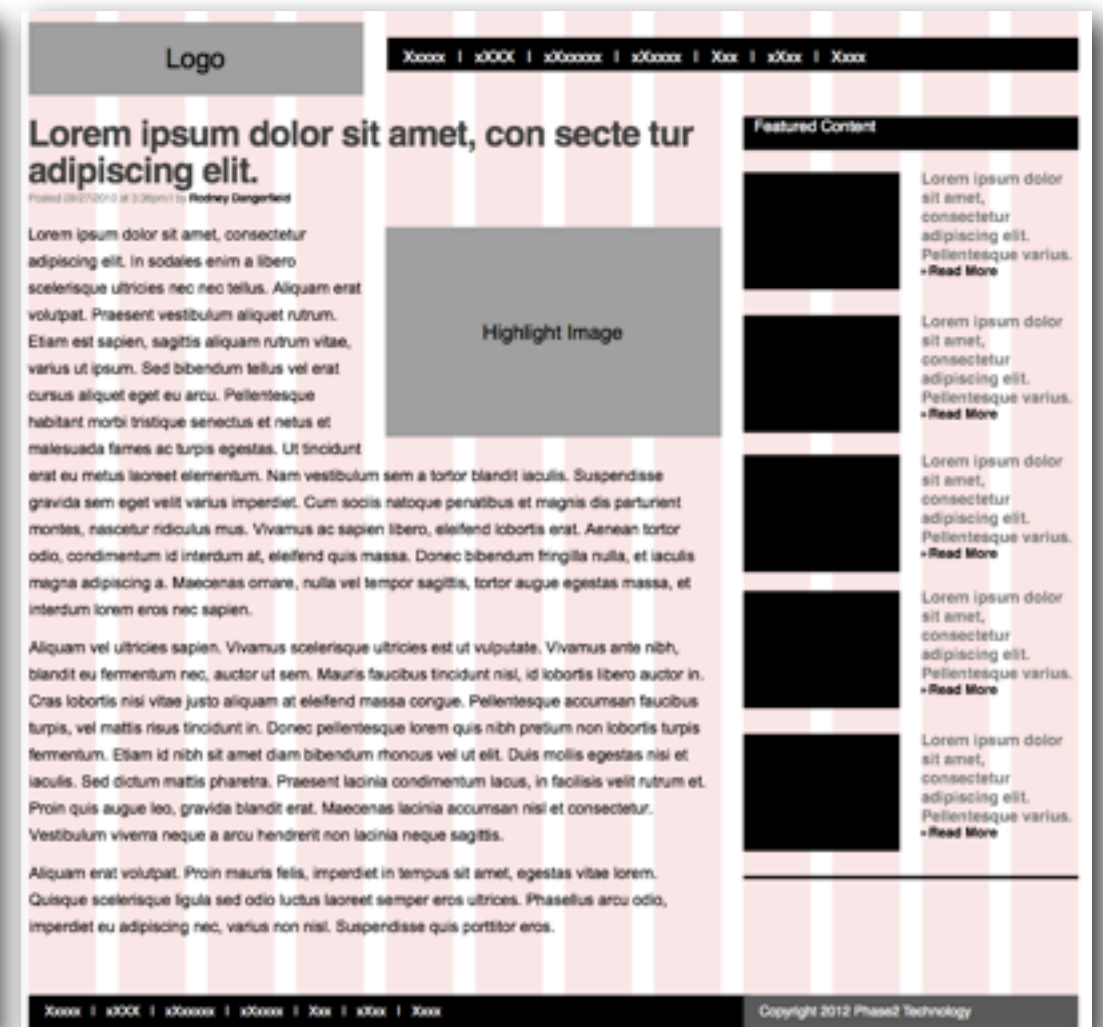 Logo
Xxxxx | xXXX | xXxxxxx | xXxxxx | Xxx | xXxx | Xxxx
Lorem ipsum dolor sit amet, con secte tur
adipiscing elit.
Posted at 3:36pm | by Rodney Dangerfield
Lorem ipsum dolor sit amet, consectetur
adipiscing elit. In sodales enim a libero
scelerisque ultricies nec nec tellus. Aliquam erat
volutpat. Praesent vestibulum aliquet rutrum.
Etiam est sapien, sagittis aliquam rutrum vitae,
varius ut ipsum. Sed bibendum tellus vel erat
cursus aliquet eget eu arcu. Pellentesque
habitant morbi tristique senectus et netus et
malesuada fames ac turpis egestas. Ut tincidunt
Highlight Image
erat eu metus laoreet elementum. Nam vestibulum sem a tortor blandit iaculis. Suspendisse
gravida sem eget velit varius imperdiet. Cum sociis natoque penatibus et magnis dis parturient
montes, nascetur ridiculus mus. Vivamus ac sapien libero, eleifend lobortis erat. Aenean tortor
odio, condimentum id interdum at, eleifend quis massa. Donec bibendum fringilla nulla, et iaculis
magna adipiscing a. Maecenas ornare, nulla vel tempor sagittis, tortor augue egestas massa, et
interdum lorem eros nec sapien.
Aliquam vel ultricies sapien. Vivamus scelerisque ultricies est ut vulputate. Vivamus ante nibh,
blandit eu fermentum nec, auctor ut sem. Mauris faucibus tincidunt nisl, id lobortis libero auctor in.
Cras lobortis nisi vitae justo aliquam at eleifend massa congue. Pellentesque accumsan faucibus
turpis, vel mattis risus tincidunt in. Donec pellentesque lorem quis nibh pretium non lobortis turpis
fermentum. Etiam id nibh sit amet diam bibendum rhoncus vel ut elit. Duis mollis egestas nisi et
iaculis. Sed dictum mattis pharetra. Praesent lacinia condimentum lacus, in facilisis velit rutrum et.
Proin quis augue leo, gravida blandit erat. Maecenas lacinia accumsan nisl et consectetur.
Vestibulum viverra neque a arcu hendrerit non lacinia neque sagittis.
Aliquam erat volutpat. Proin mauris felis, imperdiet in tempus sit amet, egestas vitae lorem.
Quisque scelerisque ligula sed odio luctus laoreet semper eros ultrices. Phasellus arcu odio,
imperdiet eu adipiscing nec, varius non nisl. Suspendisse quis porttitor eros.
Featured Content
Lorem ipsum dolor
sit amet,
consectetur
adipiscing elit.
Pellentesque varius.
» Read More
Lorem ipsum dolor
sit amet,
consectetur
adipiscing elit.
Pellentesque varius.
» Read More
Lorem ipsum dolor
sit amet,
consectetur
adipiscing elit.
Pellentesque varius.
» Read More
Lorem ipsum dolor
sit amet,
consectetur
adipiscing elit.
Pellentesque varius.
» Read More
Lorem ipsum dolor
sit amet,
consectetur
adipiscing elit.
Pellentesque varius.
» Read More
Xxxxx | xXXX | xXxxxxx | xXxxxx | Xxx | xXxx | Xxxx
Copyright 2012 Phase2 Technology